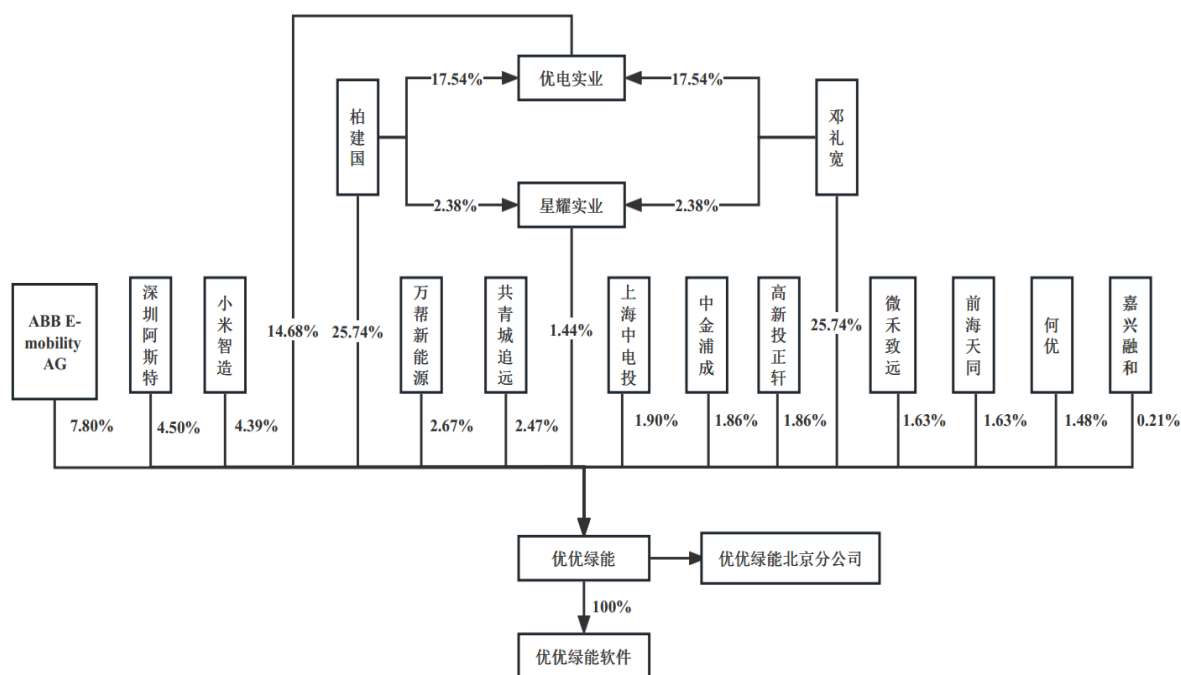 优电实业
17.54%
17.54%
柏建国
邓礼宽
星耀实业
2.38%
2.38%
ABB E-
mobility
AG
深圳阿斯特
小米智造
14.68%
25.74%
万帮新能源
共青城追远
1.44%
上海中电投
中金浦成
高新投正轩
25.74%
微禾致远
前海天同
何优
嘉兴融和
7.80%
4.50%
4.39%
2.67%
2.47%
1.90%
1.86%
1.86%
1.63%
1.63%
1.48%
0.21%
优优绿能
优优绿能北京分公司
100%
优优绿能软件